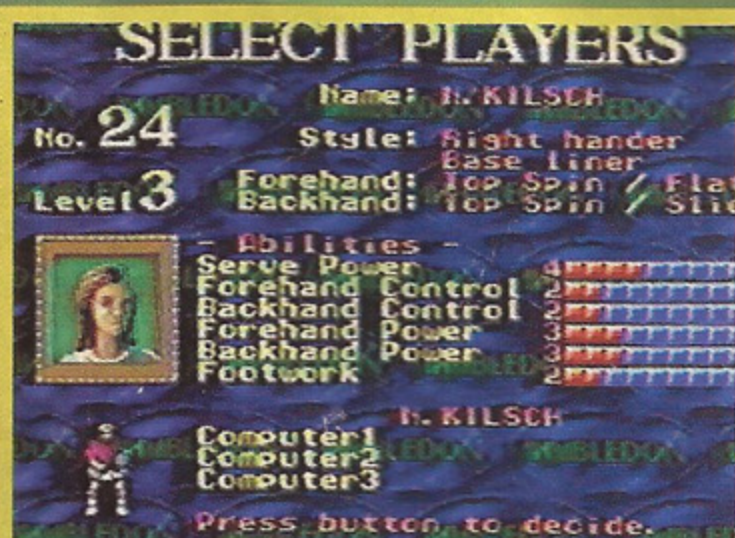 SELECT PLAYERS
Name: N. KILSCH
No. 24
Style: Right hander
Base liner
Level 3
Forehand: Top Spin / Flat
Backhand: Top Spin / Slic
- Abilities -
Serve Power 4
Forehand Control 2
Backhand Control 2
Forehand Power 3
Backhand Power 3
Footwork 2
N. KILSCH
Computer1
Computer2
Computer3
Press button to decide.
WIMBLEDON